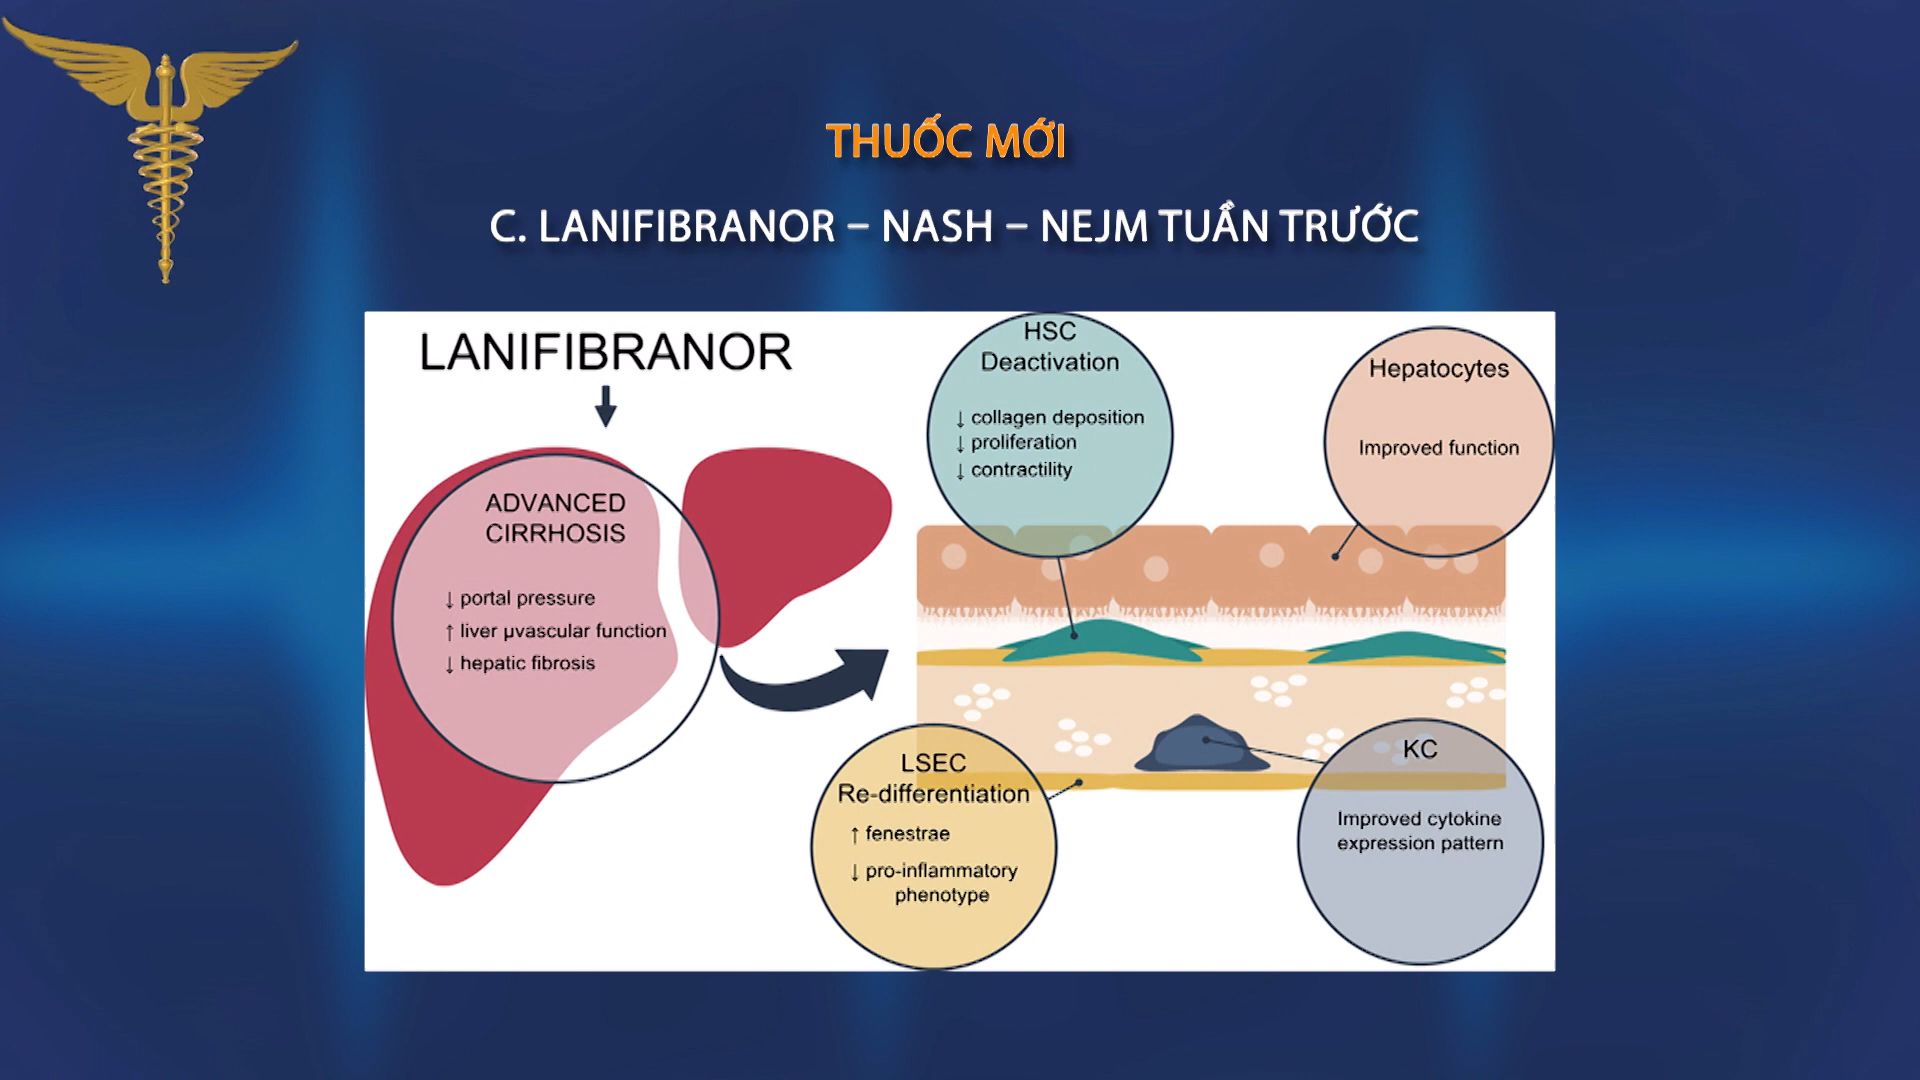 THUỐC MỚI
C. LANIFIBRANOR – NASH – NEJM TUẦN TRƯỚC
LANIFIBRANOR
ADVANCED
CIRRHOSIS
↓ portal pressure
↑ liver µvascular function
↓ hepatic fibrosis
HSC
Deactivation
↓ collagen deposition
↓ proliferation
↓ contractility
Hepatocytes
Improved function
LSEC
Re-differentiation
↑ fenestrae
↓ pro-inflammatory
phenotype
KC
Improved cytokine
expression pattern